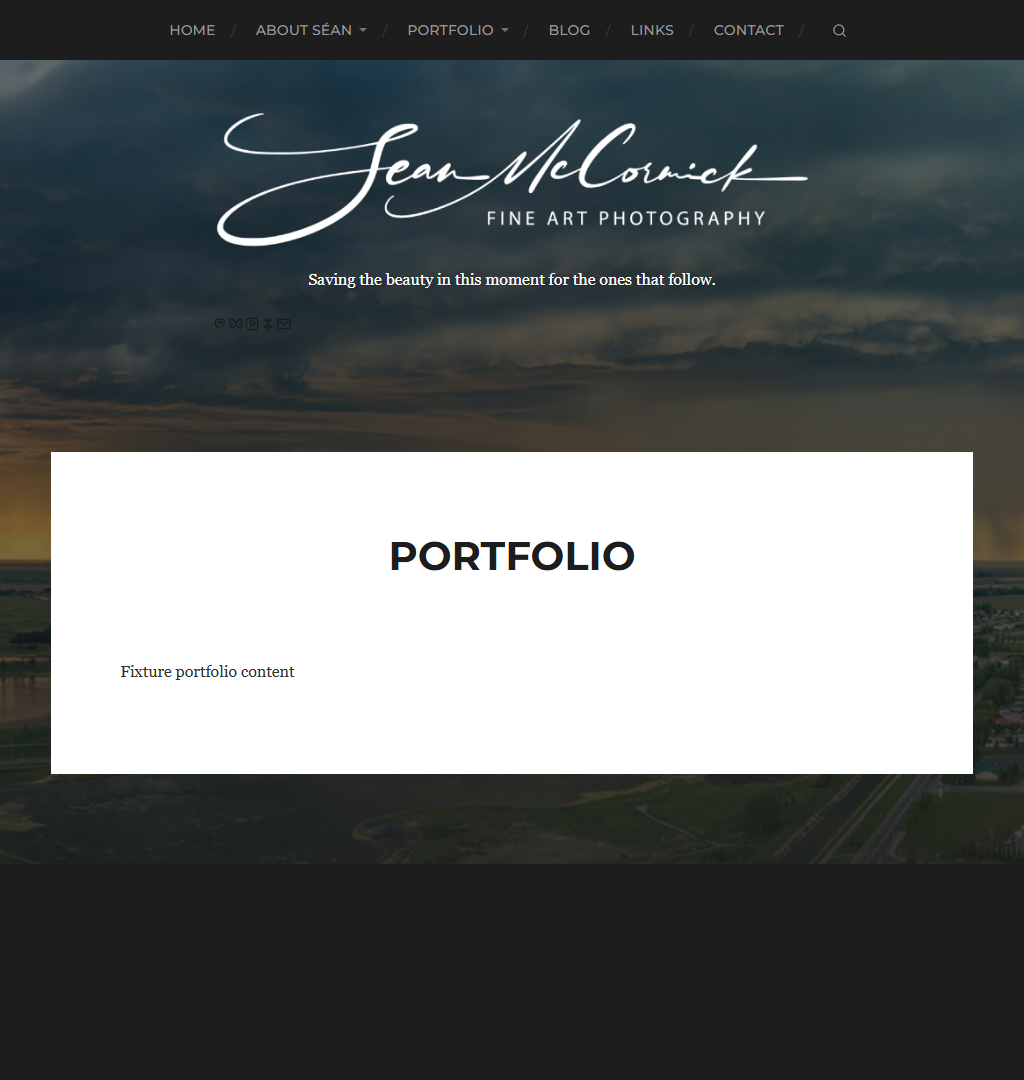 HOME / ABOUT SÉAN / PORTFOLIO / BLOG / LINKS / CONTACT /
Sean McCormick
FINE ART PHOTOGRAPHY
Saving the beauty in this moment for the ones that follow.
PORTFOLIO
Fixture portfolio content